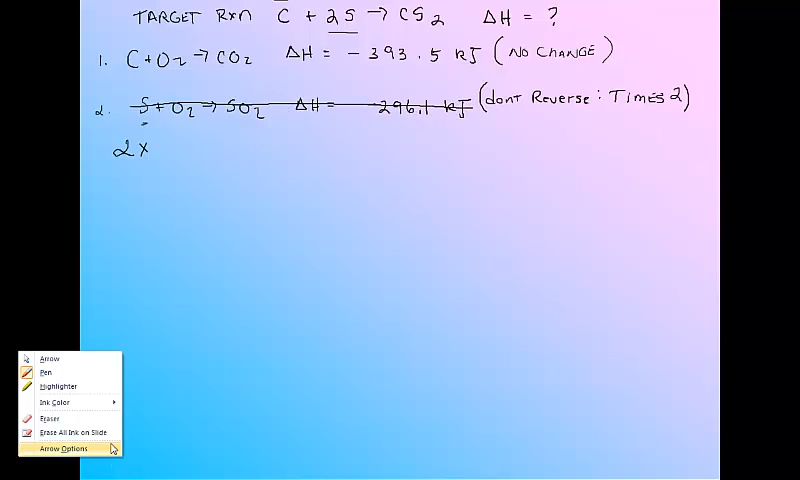 TARGET Rxn C + 2S → CS2 ΔH = ?
1. C+O2 → CO2 ΔH = -393.5 kJ (NO CHANGE)
2. S+O2 → SO2 ΔH = -296.1 kJ (dont Reverse: Times 2)
2x
Arrow
Pen
Highlighter
Ink Color
Eraser
Erase All Ink on Slide
Arrow Options